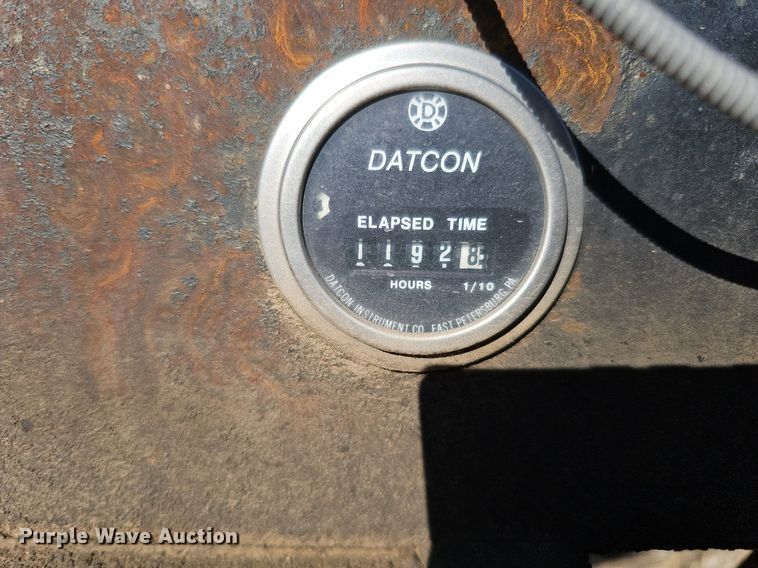 D
DATCON
ELAPSED TIME
11928
HOURS 1/10
DATCON INSTRUMENT CO. EAST PETERSBURG, PA
Purple Wave Auction